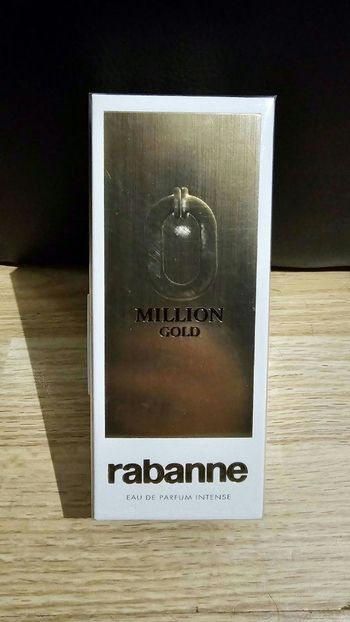 MILLION
GOLD
rabanne
EAU DE PARFUM INTENSE